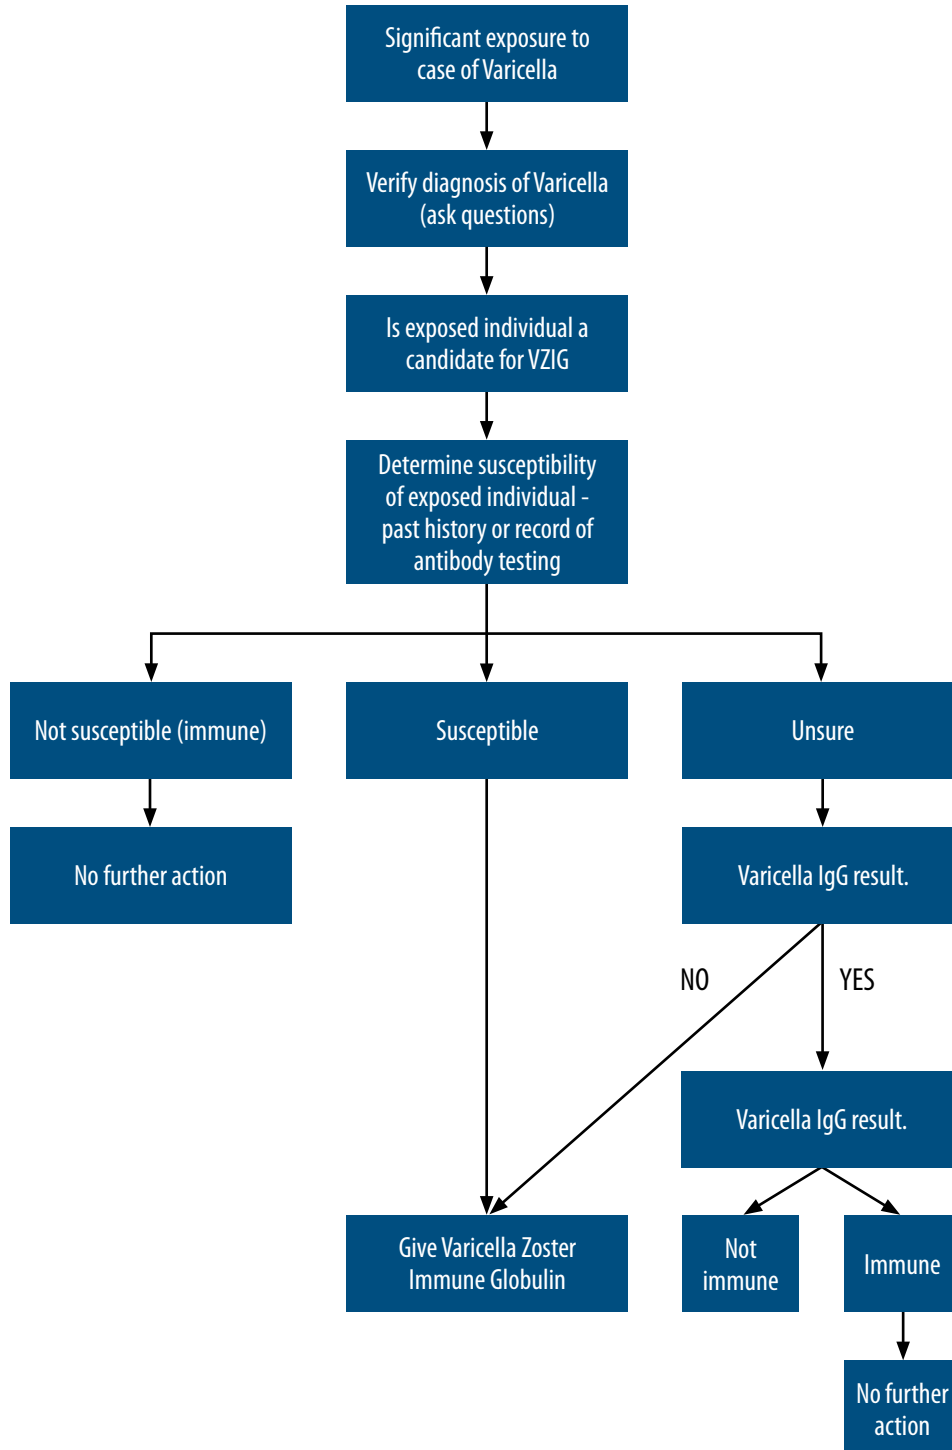 Significant exposure to
case of Varicella
Verify diagnosis of Varicella
(ask questions)
Is exposed individual a
candidate for VZIG
Determine susceptibility
of exposed individual -
past history or record of
antibody testing
Not susceptible (immune)
Susceptible
Unsure
No further action
Varicella IgG result.
NO
YES
Varicella IgG result.
Give Varicella Zoster
Immune Globulin
Not
immune
Immune
No further
action